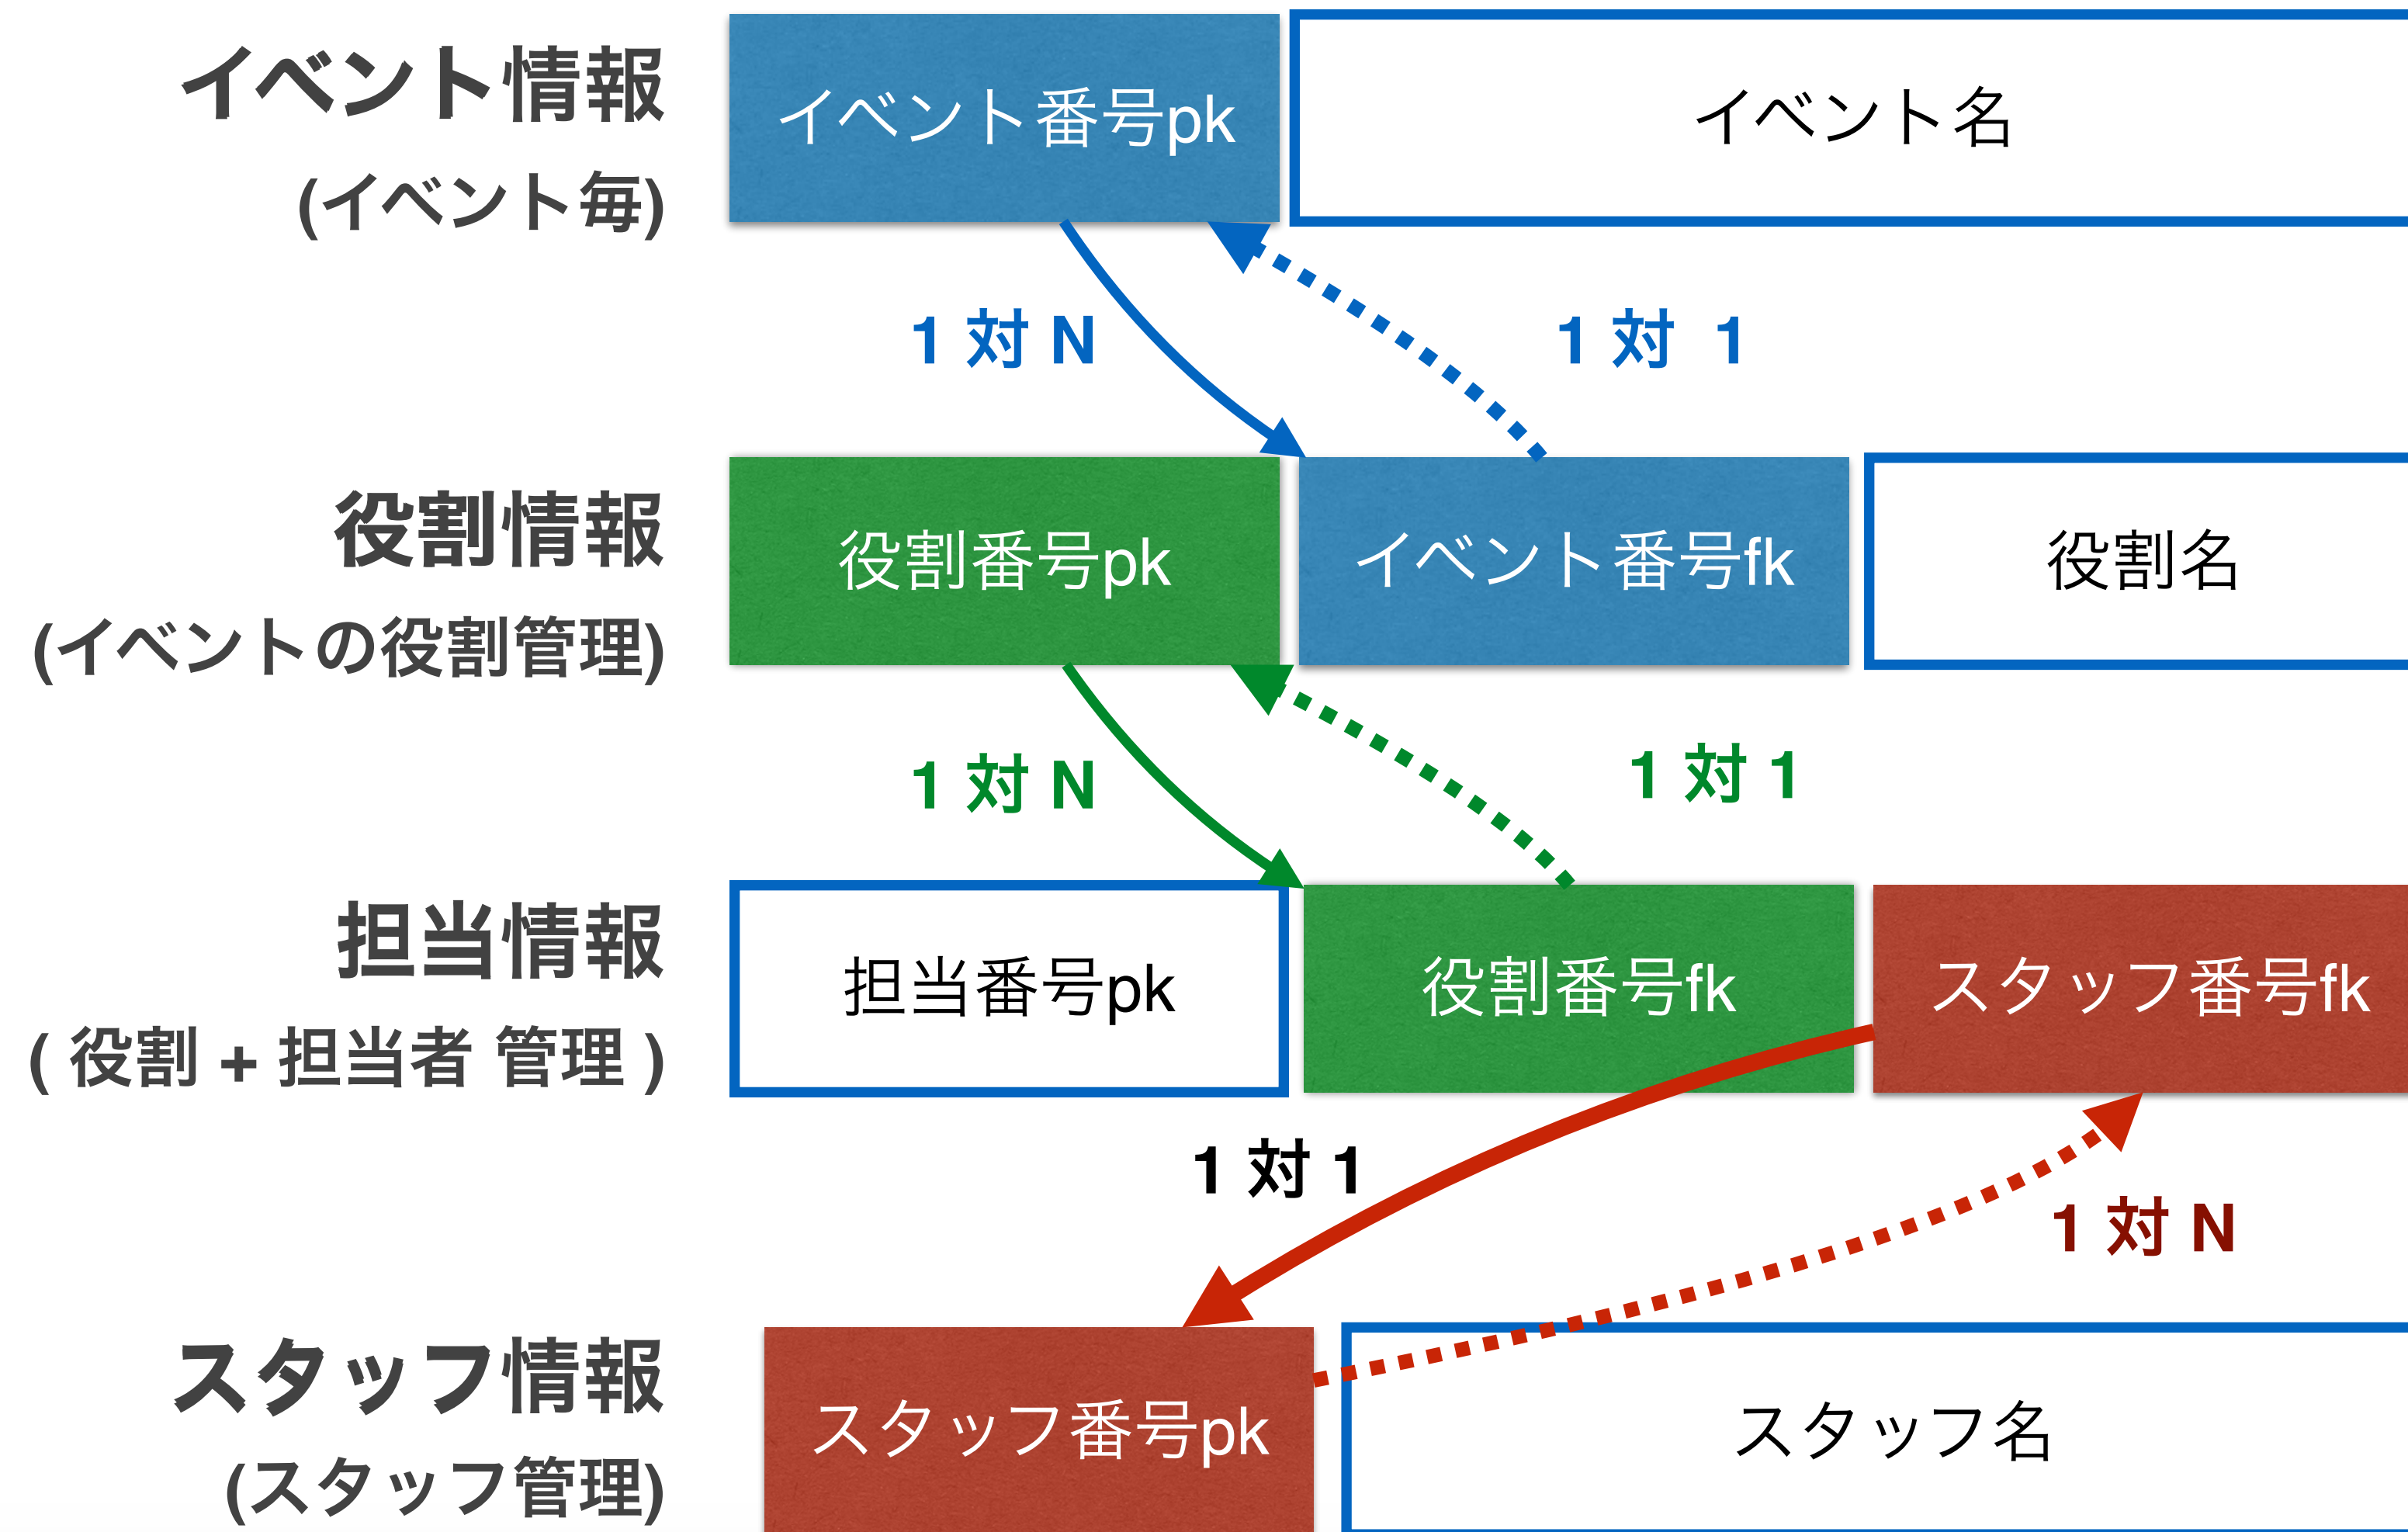 イベント情報
(イベント毎)
イベント番号pk
イベント名
1 対 N
1 対 1
役割情報
(イベントの役割管理)
役割番号pk
イベント番号fk
役割名
1 対 N
1 対 1
担当情報
( 役割 + 担当者 管理 )
担当番号pk
役割番号fk
スタッフ番号fk
1 対 1
1 対 N
スタッフ情報
(スタッフ管理)
スタッフ番号pk
スタッフ名